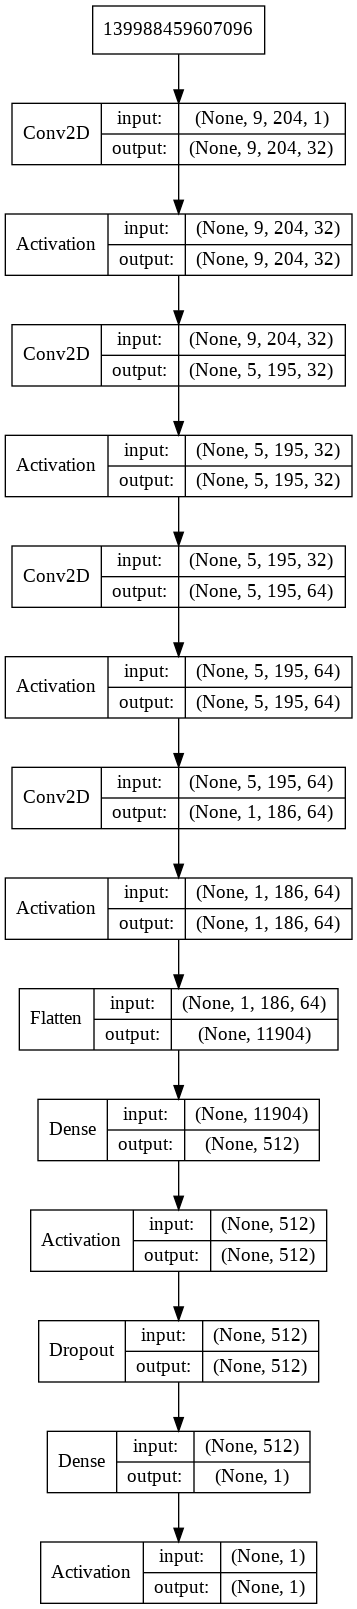 139988459607096
Conv2D input: (None, 9, 204, 1)
output: (None, 9, 204, 32)
Activation input: (None, 9, 204, 32)
output: (None, 9, 204, 32)
Conv2D input: (None, 9, 204, 32)
output: (None, 5, 195, 32)
Activation input: (None, 5, 195, 32)
output: (None, 5, 195, 32)
Conv2D input: (None, 5, 195, 32)
output: (None, 5, 195, 64)
Activation input: (None, 5, 195, 64)
output: (None, 5, 195, 64)
Conv2D input: (None, 5, 195, 64)
output: (None, 1, 186, 64)
Activation input: (None, 1, 186, 64)
output: (None, 1, 186, 64)
Flatten input: (None, 1, 186, 64)
output: (None, 11904)
Dense input: (None, 11904)
output: (None, 512)
Activation input: (None, 512)
output: (None, 512)
Dropout input: (None, 512)
output: (None, 512)
Dense input: (None, 512)
output: (None, 1)
Activation input: (None, 1)
output: (None, 1)